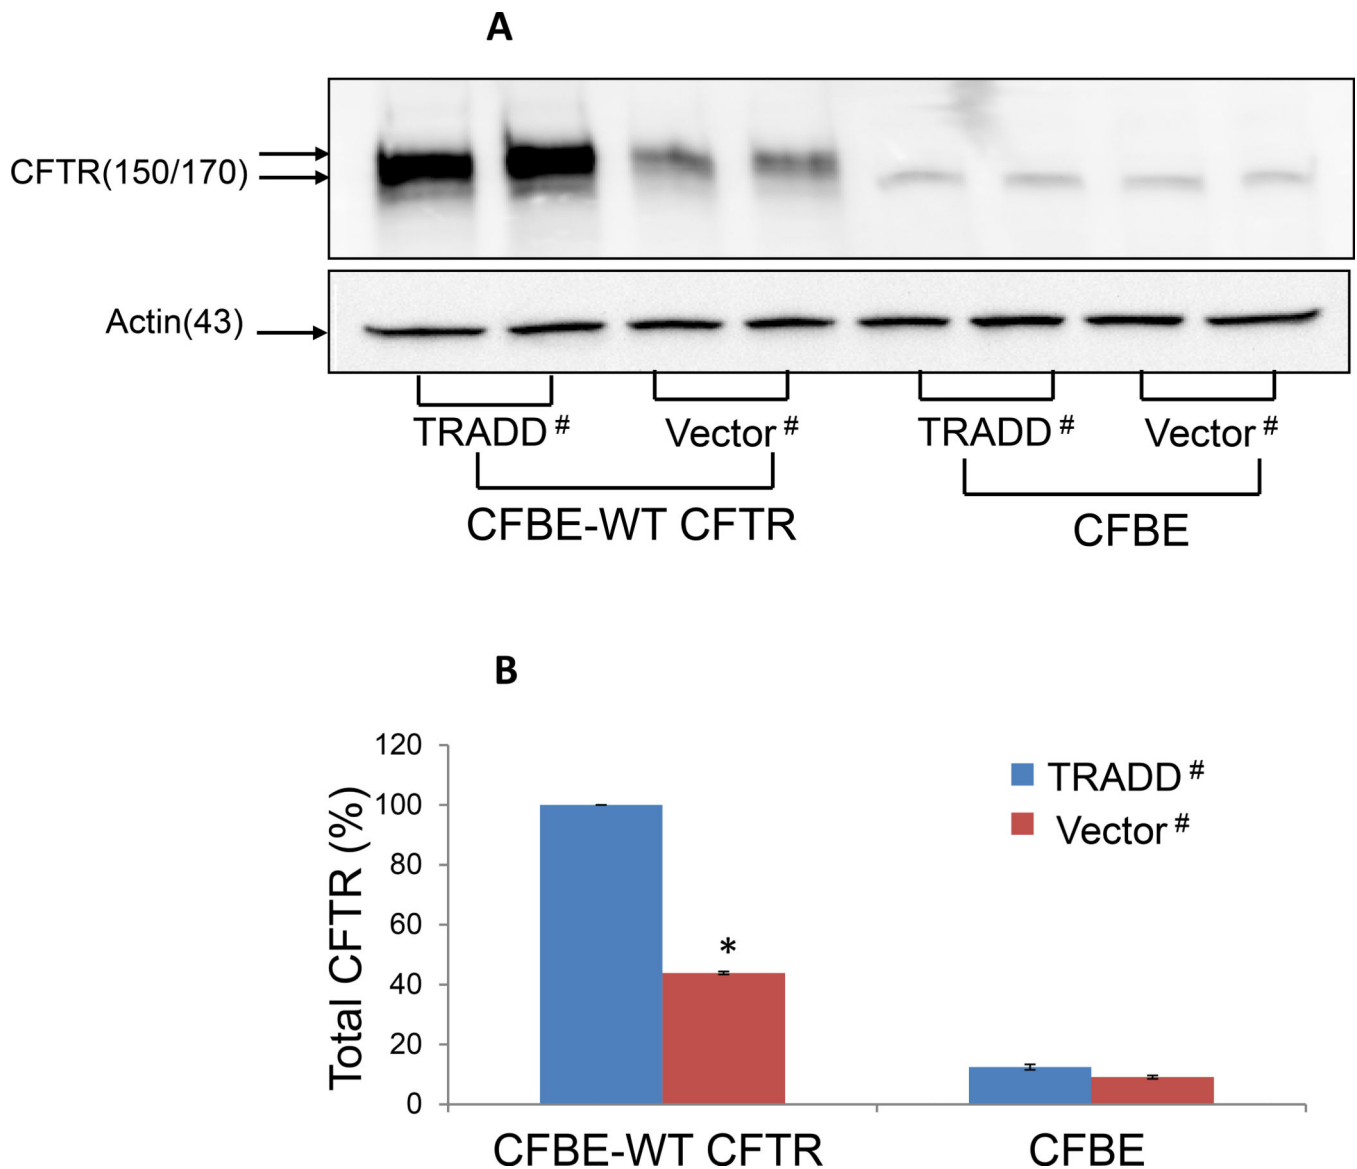 A
CFTR(150/170)
Actin(43)
TRADD # Vector # TRADD # Vector #
CFBE-WT CFTR CFBE
B
Total CFTR (%)
120
100
80
60
40
20
0
TRADD #
Vector #
*
CFBE-WT CFTR CFBE